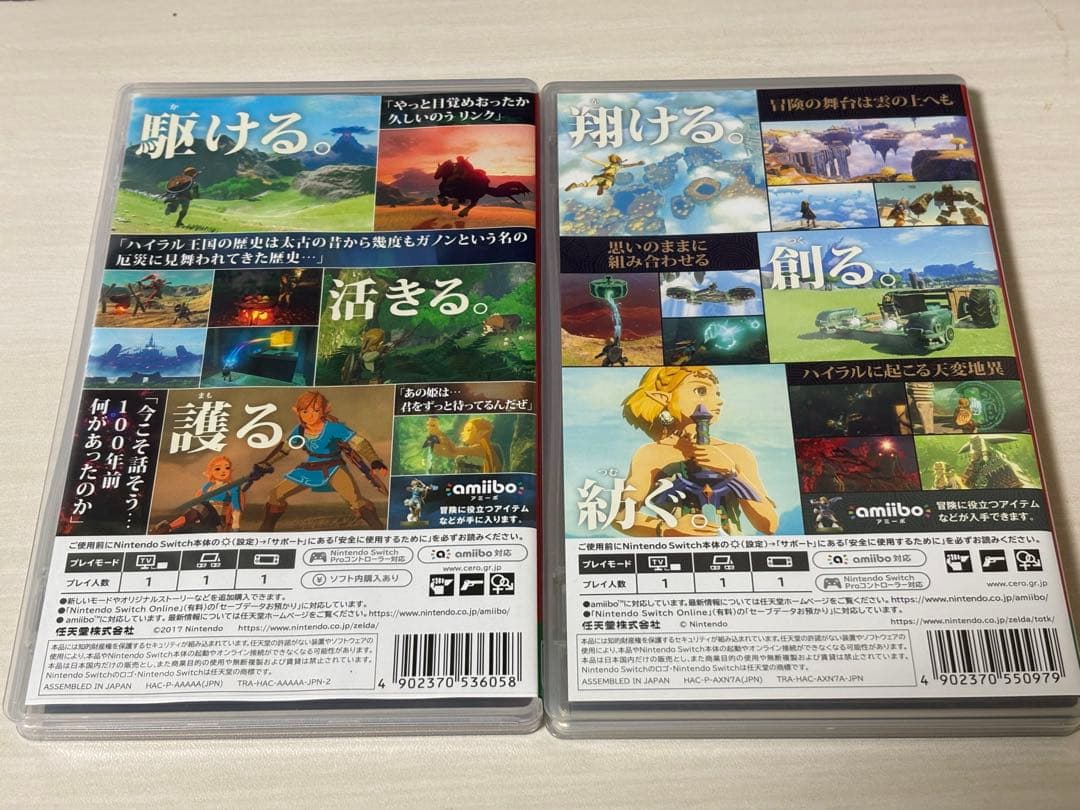 か
駆ける。
「やっと目覚めおったか
久しいのう リンク」
「ハイラル王国の歴史は太古の昔から幾度もガノンという名の
厄災に見舞われてきた歴史…」
活きる。
「今こそ話そう…
100年前
何があったのか」
まも
護る。
「あの姫は…
君をずっと待ってるんだぜ」
amiibo
アミーボ
冒険に役立つアイテム
などが手に入ります。
ご使用前にNintendo Switch本体の(設定)→「サポート」にある「安全に使用するために」を必ずお読みください。
プレイモード
TV
プレイ人数
1
1
1
Nintendo Switch
Proコントローラー対応
ソフト内購入あり
amiibo 対応
www.cero.gr.jp
●新しいモードやオリジナルストーリーなどを追加購入できます。
●「Nintendo Switch Online」(有料)の「セーブデータお預かり」に対応しています。
●amiibo™に対応しています。最新情報については任天堂ホームページをご覧ください。https://www.nintendo.co.jp/amiibo/
任天堂株式会社
©2017 Nintendo
https://www.nintendo.co.jp/zelda/
本品には知的財産権を保護するセキュリティが組み込まれています。任天堂の許諾がない装置やソフトウェアの
使用により、本品やNintendo Switch本体の起動やオンライン接続ができなくなる可能性があります。
本品は日本国内だけの販売とし、また商業目的の使用や無断複製および賃貸は禁止されています。
Nintendo Switchのロゴ・Nintendo Switchは任天堂の商標です。
ASSEMBLED IN JAPAN
HAC-P-AAAAA(JPN)
TRA-HAC-AAAAA-JPN-2
4 902370 536058
翔ける。
冒険の舞台は雲の上へも
思いのままに
組み合わせる
つく
創る。
ハイラルに起こる天変地異
つむ
紡ぐ。
amiibo
アミーボ
冒険に役立つアイテム
などが入手できます。
ご使用前にNintendo Switch本体の(設定)→「サポート」にある「安全に使用するために」を必ずお読みください。
プレイモード
TV
プレイ人数
1
1
1
amiibo 対応
Nintendo Switch
Proコントローラー対応
www.cero.gr.jp
●amiibo™に対応しています。最新情報については任天堂ホームページをご覧ください。https://www.nintendo.co.jp/amiibo/
●「Nintendo Switch Online」(有料)の「セーブデータお預かり」に対応しています。
任天堂株式会社
© Nintendo
https://www.nintendo.co.jp/zelda/totk/
本品には知的財産権を保護するセキュリティが組み込まれています。任天堂の許諾がない装置やソフトウェアの
使用により、本品やNintendo Switch本体の起動やオンライン接続ができなくなる可能性があります。
本品は日本国内だけの販売とし、また商業目的の使用や無断複製および賃貸は禁止されています。
Nintendo Switchのロゴ・Nintendo Switchは任天堂の商標です。
ASSEMBLED IN JAPAN
HAC-P-AXN7A(JPN)
TRA-HAC-AXN7A-JPN
4 902370 550979